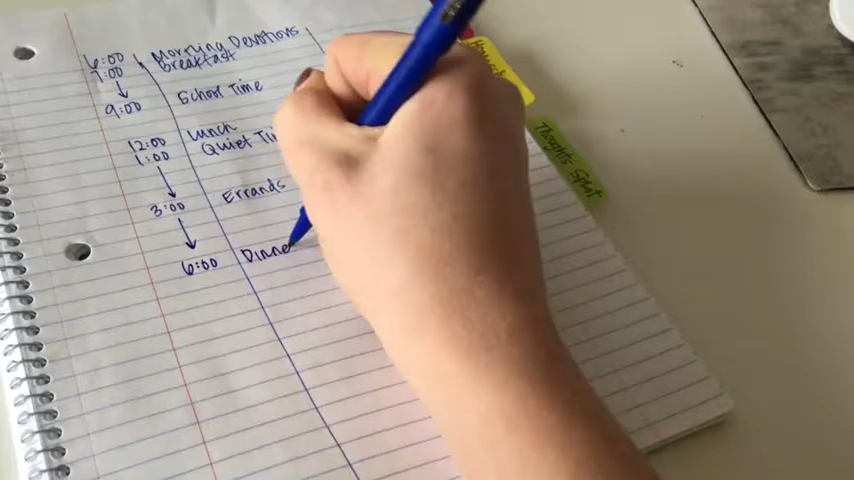 6:00 Morning Devotions
7:00 breakfast
9:00 School Time
12:00 Lunch
1:00 Quiet Ti
3:00 Errands
6:00 Dinne
Thoughts Spent